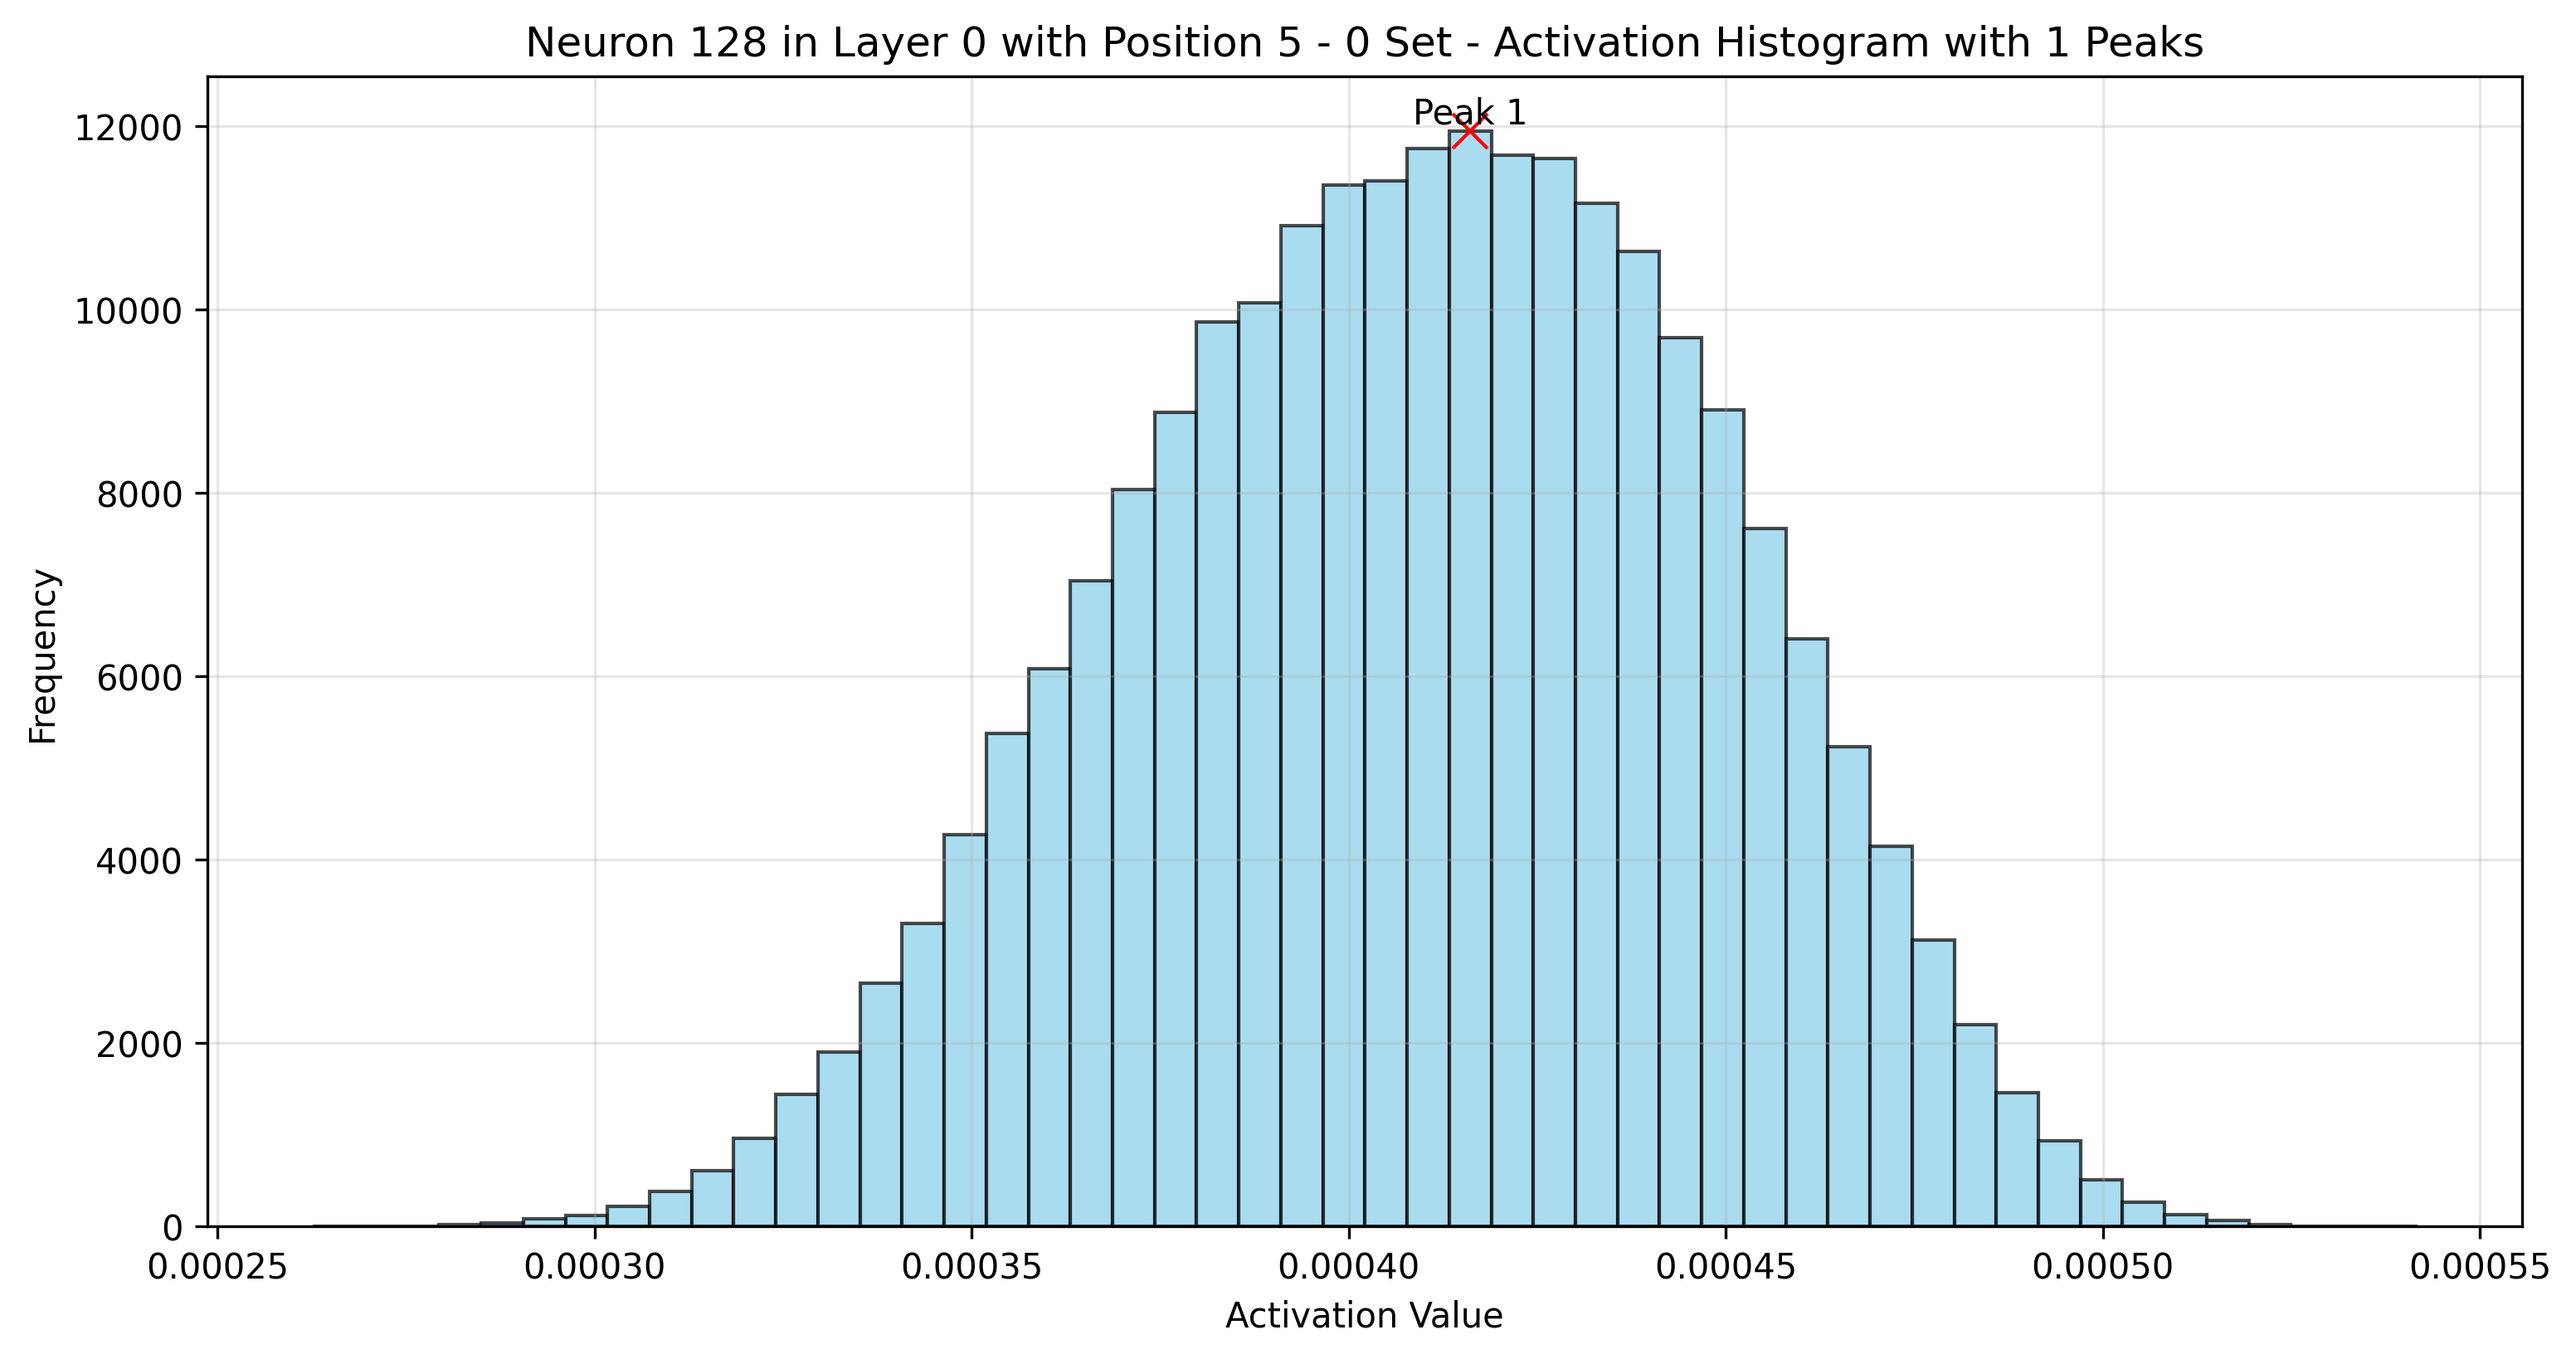 Neuron 128 in Layer 0 with Position 5 - 0 Set - Activation Histogram with 1 Peaks
Peak 1
12000
10000
8000
6000
4000
2000
0
Frequency
0.00025 0.00030 0.00035 0.00040 0.00045 0.00050 0.00055
Activation Value